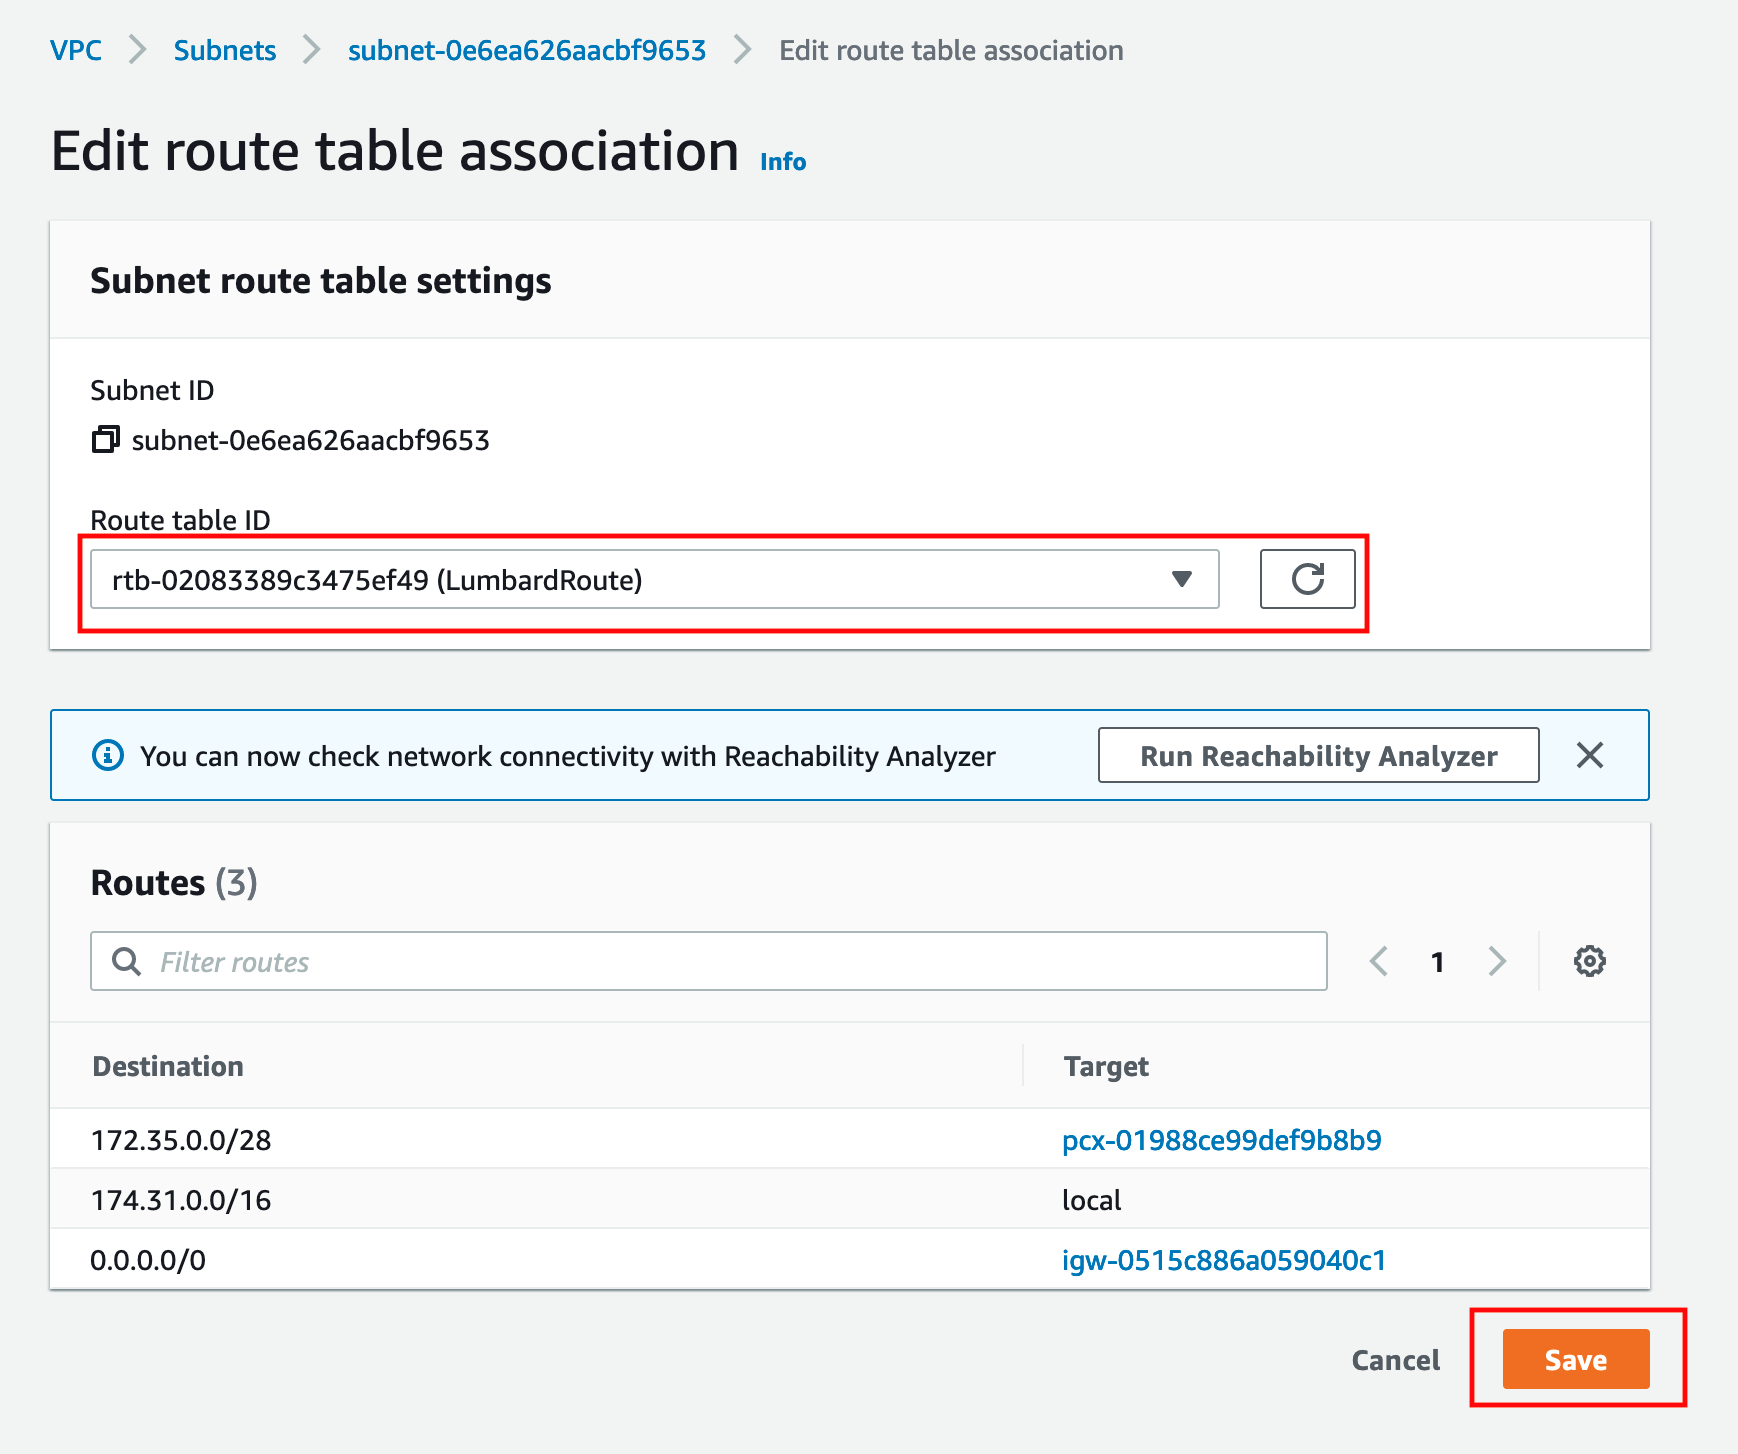 VPC > Subnets > subnet-0e6ea626aacbf9653 > Edit route table association
Edit route table association Info
Subnet route table settings
Subnet ID
subnet-0e6ea626aacbf9653
Route table ID
rtb-02083389c3475ef49 (LumbardRoute)
You can now check network connectivity with Reachability Analyzer Run Reachability Analyzer
Routes (3)
Filter routes 1
Destination Target
172.35.0.0/28 pcx-01988ce99def9b8b9
174.31.0.0/16 local
0.0.0.0/0 igw-0515c886a059040c1
Cancel Save